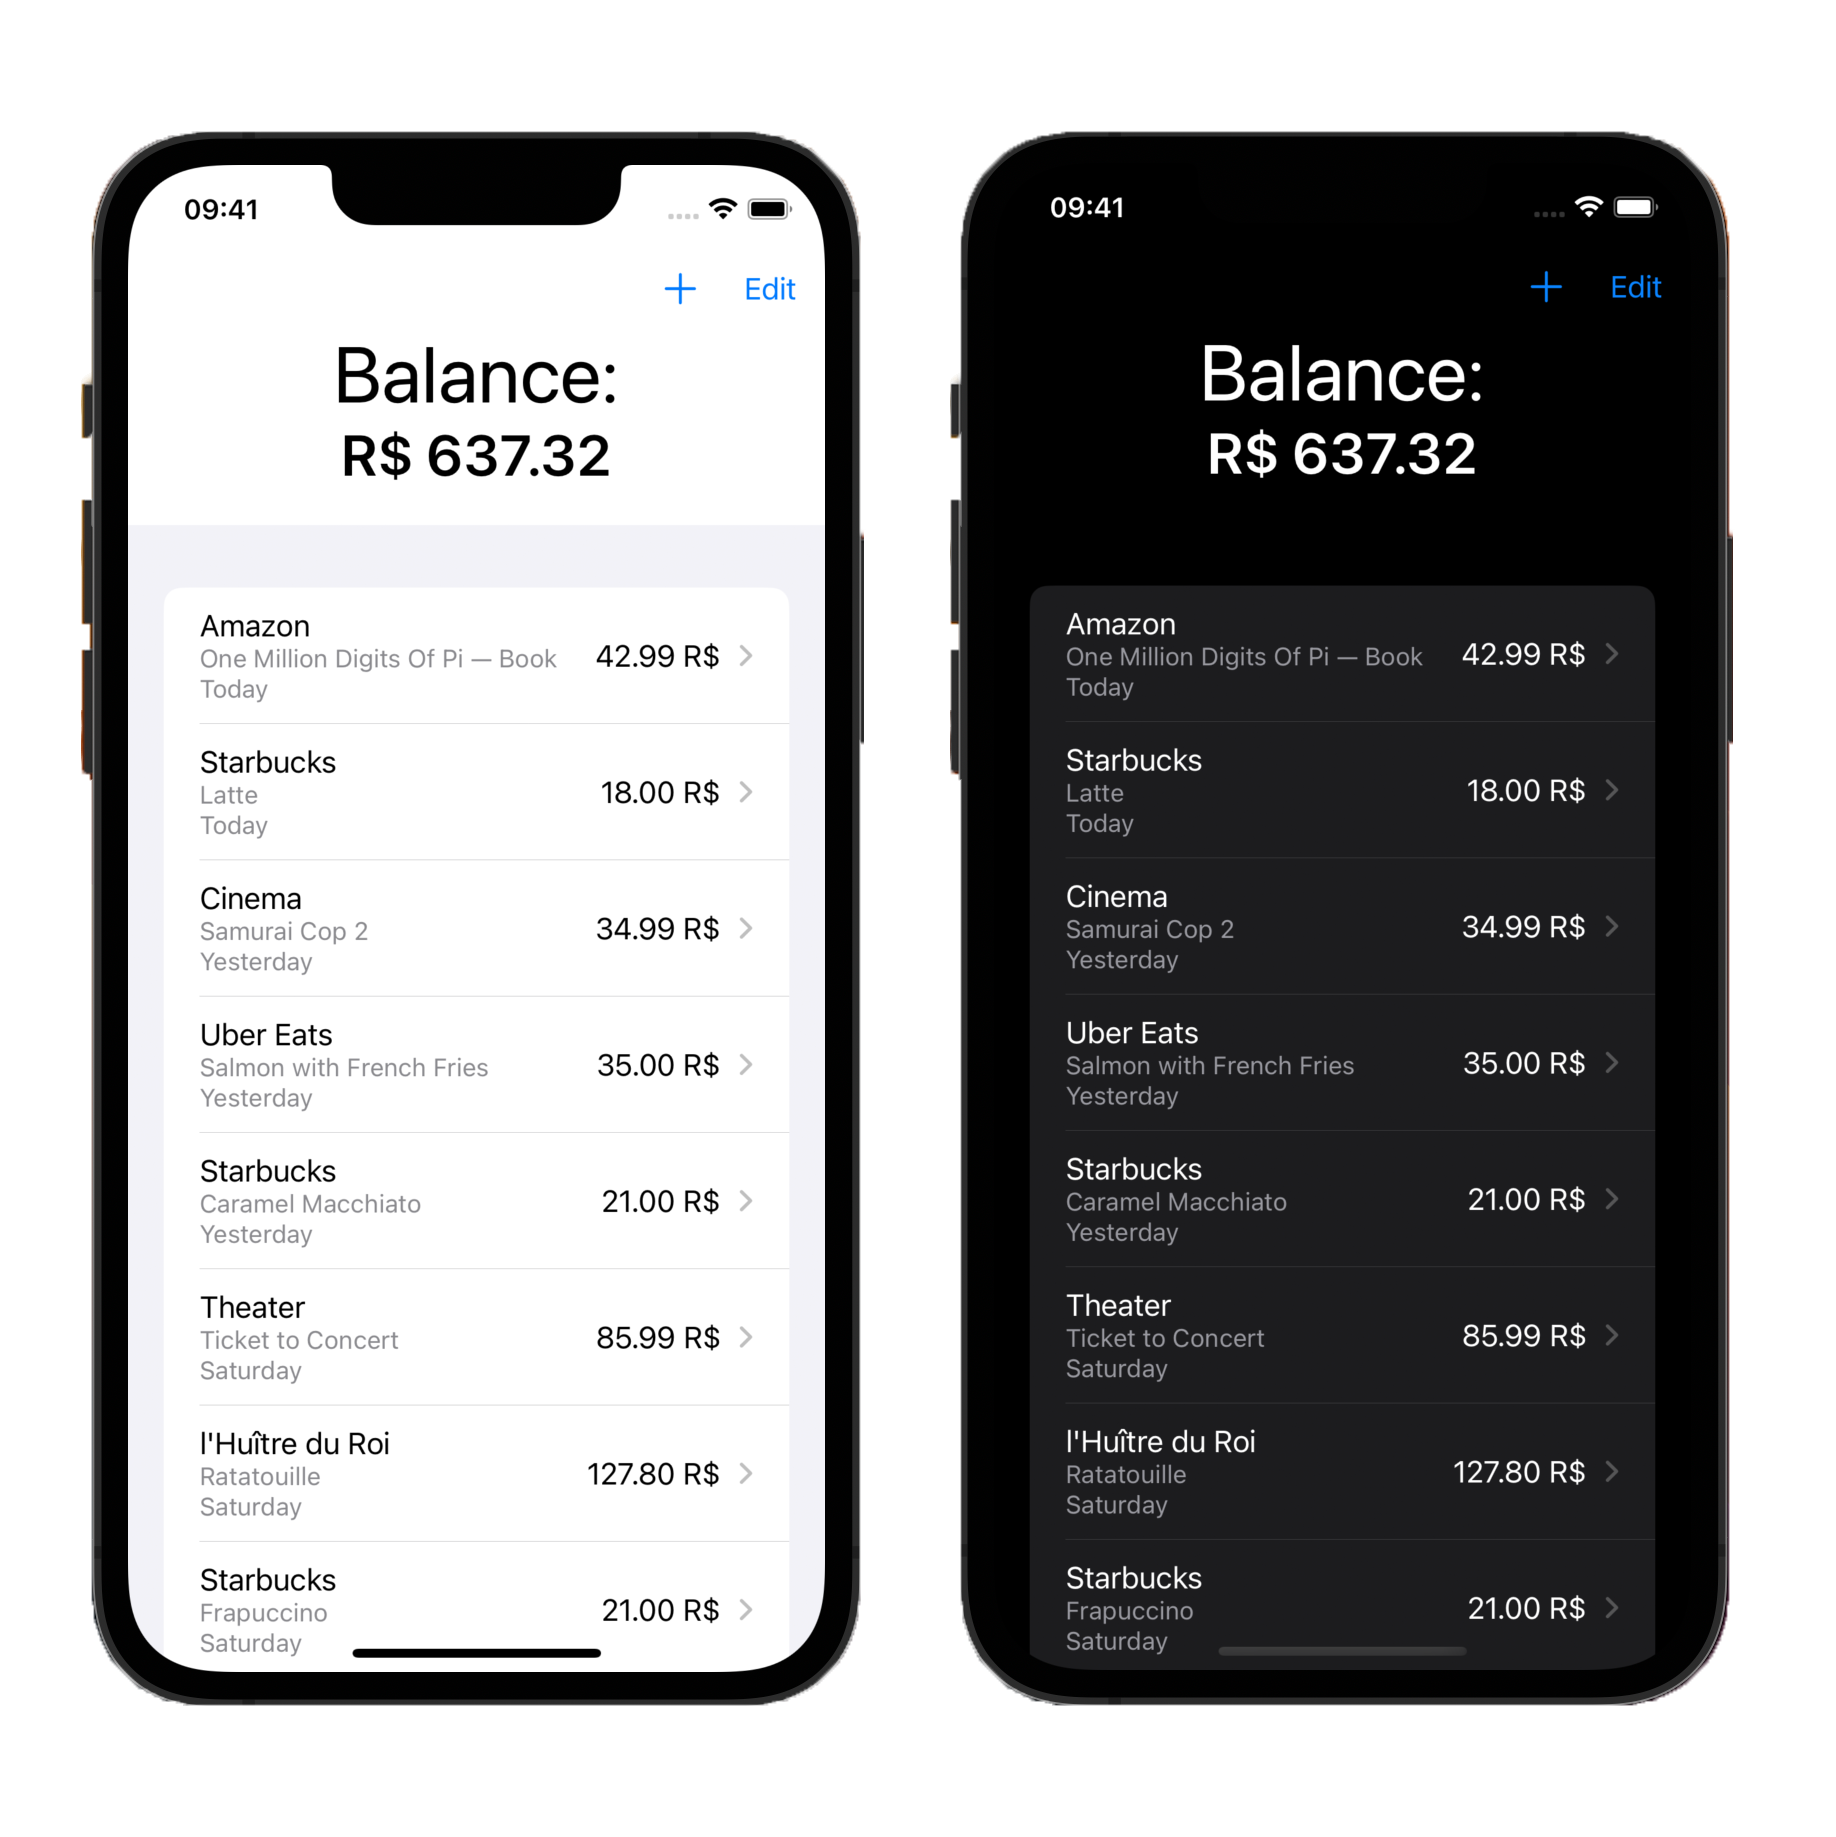 09:41
+ Edit
Balance:
R$ 637.32
Amazon
One Million Digits Of Pi — Book
Today
42.99 R$
Starbucks
Latte
Today
18.00 R$
Cinema
Samurai Cop 2
Yesterday
34.99 R$
Uber Eats
Salmon with French Fries
Yesterday
35.00 R$
Starbucks
Caramel Macchiato
Yesterday
21.00 R$
Theater
Ticket to Concert
Saturday
85.99 R$
l'Huître du Roi
Ratatouille
Saturday
127.80 R$
Starbucks
Frapuccino
Saturday
21.00 R$
09:41
+ Edit
Balance:
R$ 637.32
Amazon
One Million Digits Of Pi — Book
Today
42.99 R$
Starbucks
Latte
Today
18.00 R$
Cinema
Samurai Cop 2
Yesterday
34.99 R$
Uber Eats
Salmon with French Fries
Yesterday
35.00 R$
Starbucks
Caramel Macchiato
Yesterday
21.00 R$
Theater
Ticket to Concert
Saturday
85.99 R$
l'Huître du Roi
Ratatouille
Saturday
127.80 R$
Starbucks
Frapuccino
Saturday
21.00 R$